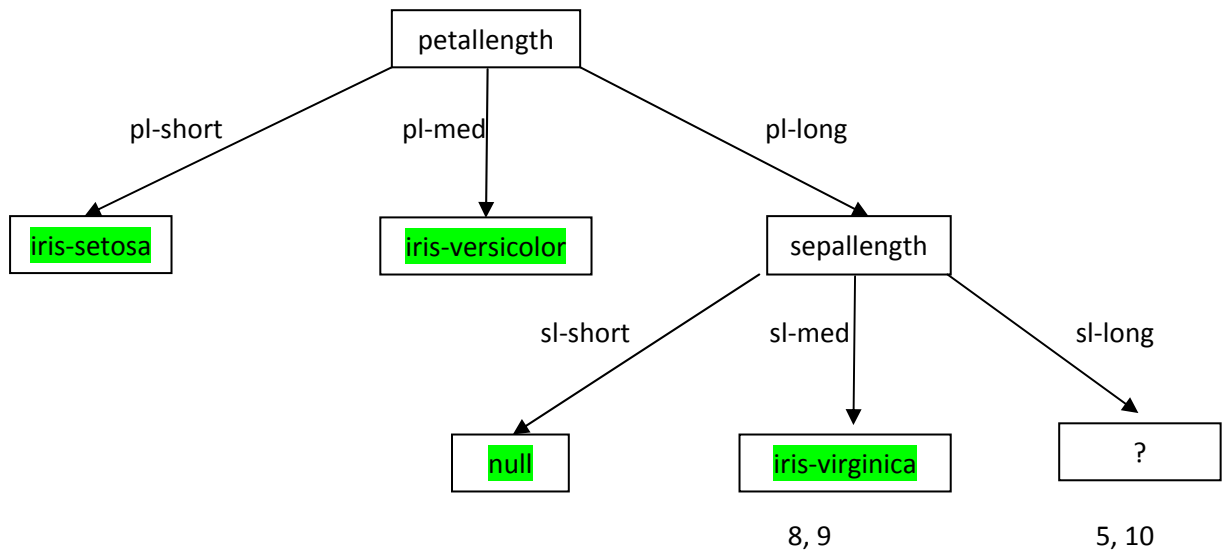 petallength
pl-short
pl-med
pl-long
iris-setosa
iris-versicolor
sepallength
sl-short
sl-med
sl-long
null
iris-virginica
?
8, 9
5, 10